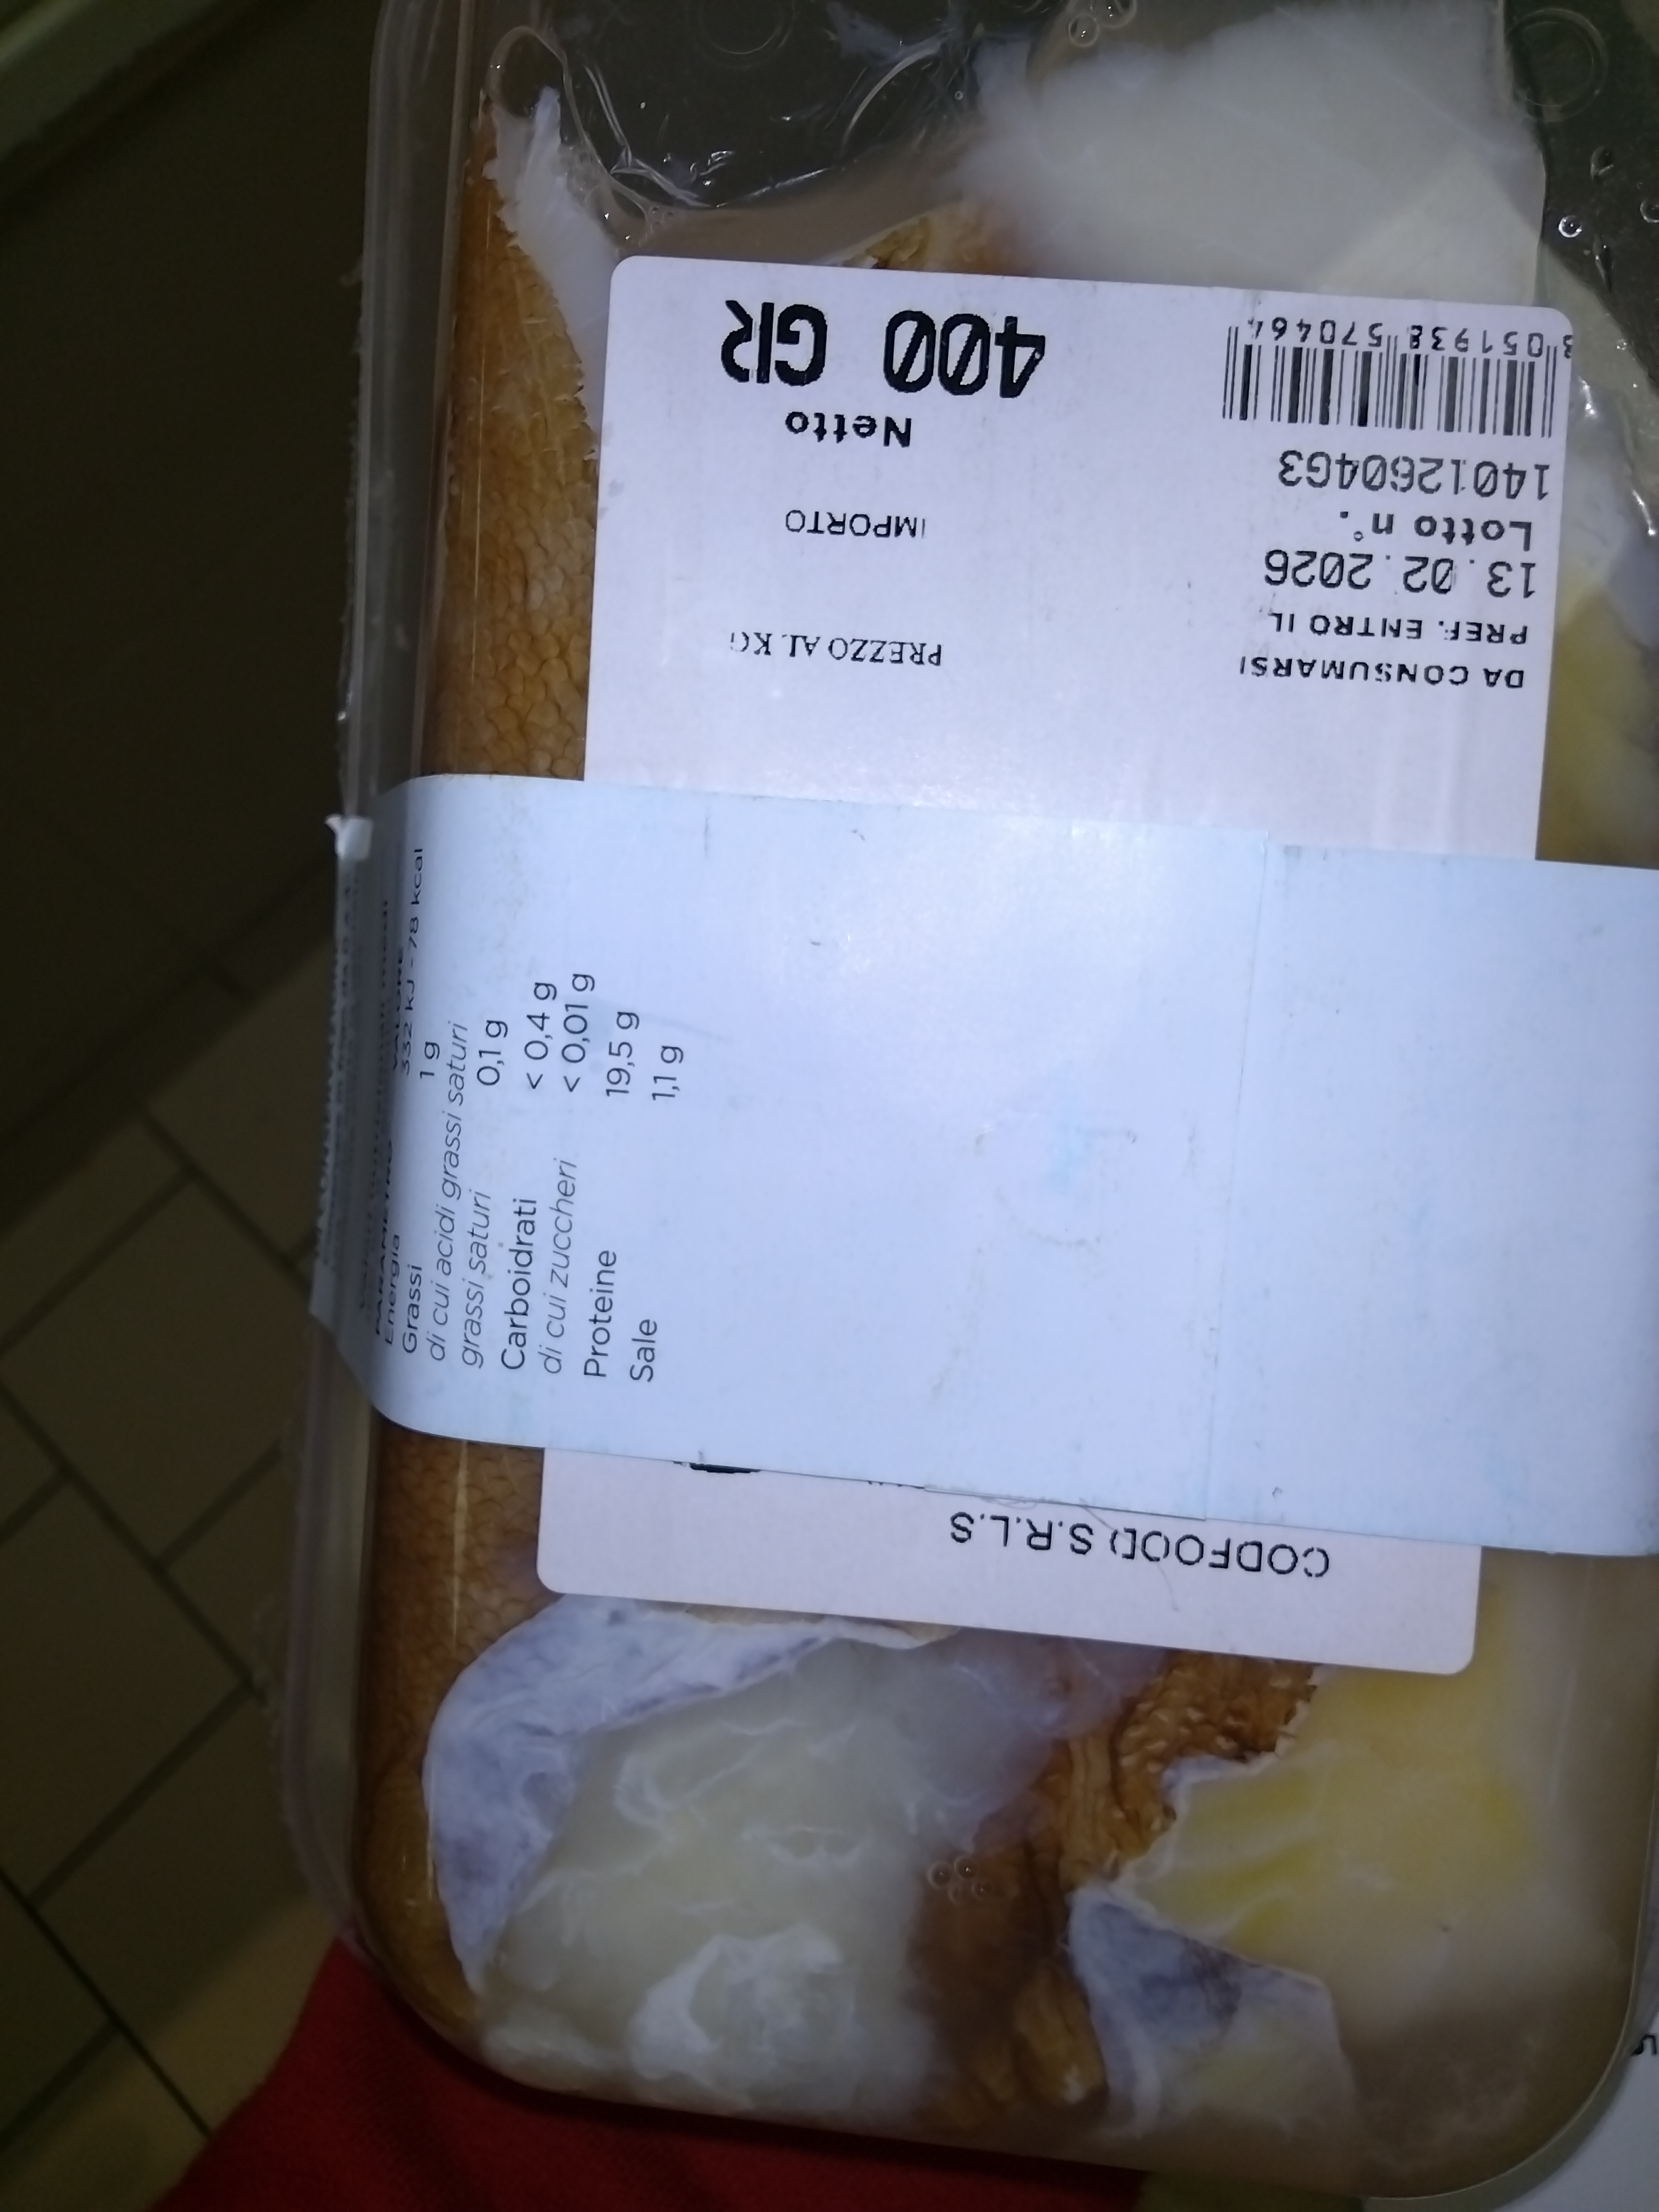 CODFOOD S.R.L.S
DA CONSUMARSI
PREF. ENTRO IL
13.02.2026
Lotto n°.
14012604G3
8 051938 570464
PREZZO AL KG
IMPORTO
Netto
400 GR
PARAMETRO VALORE
Energia 332 kJ - 78 kcal
Grassi 1 g
di cui acidi grassi saturi
grassi saturi 0,1 g
Carboidrati < 0,4 g
di cui zuccheri < 0,01 g
Proteine 19,5 g
Sale 1,1 g